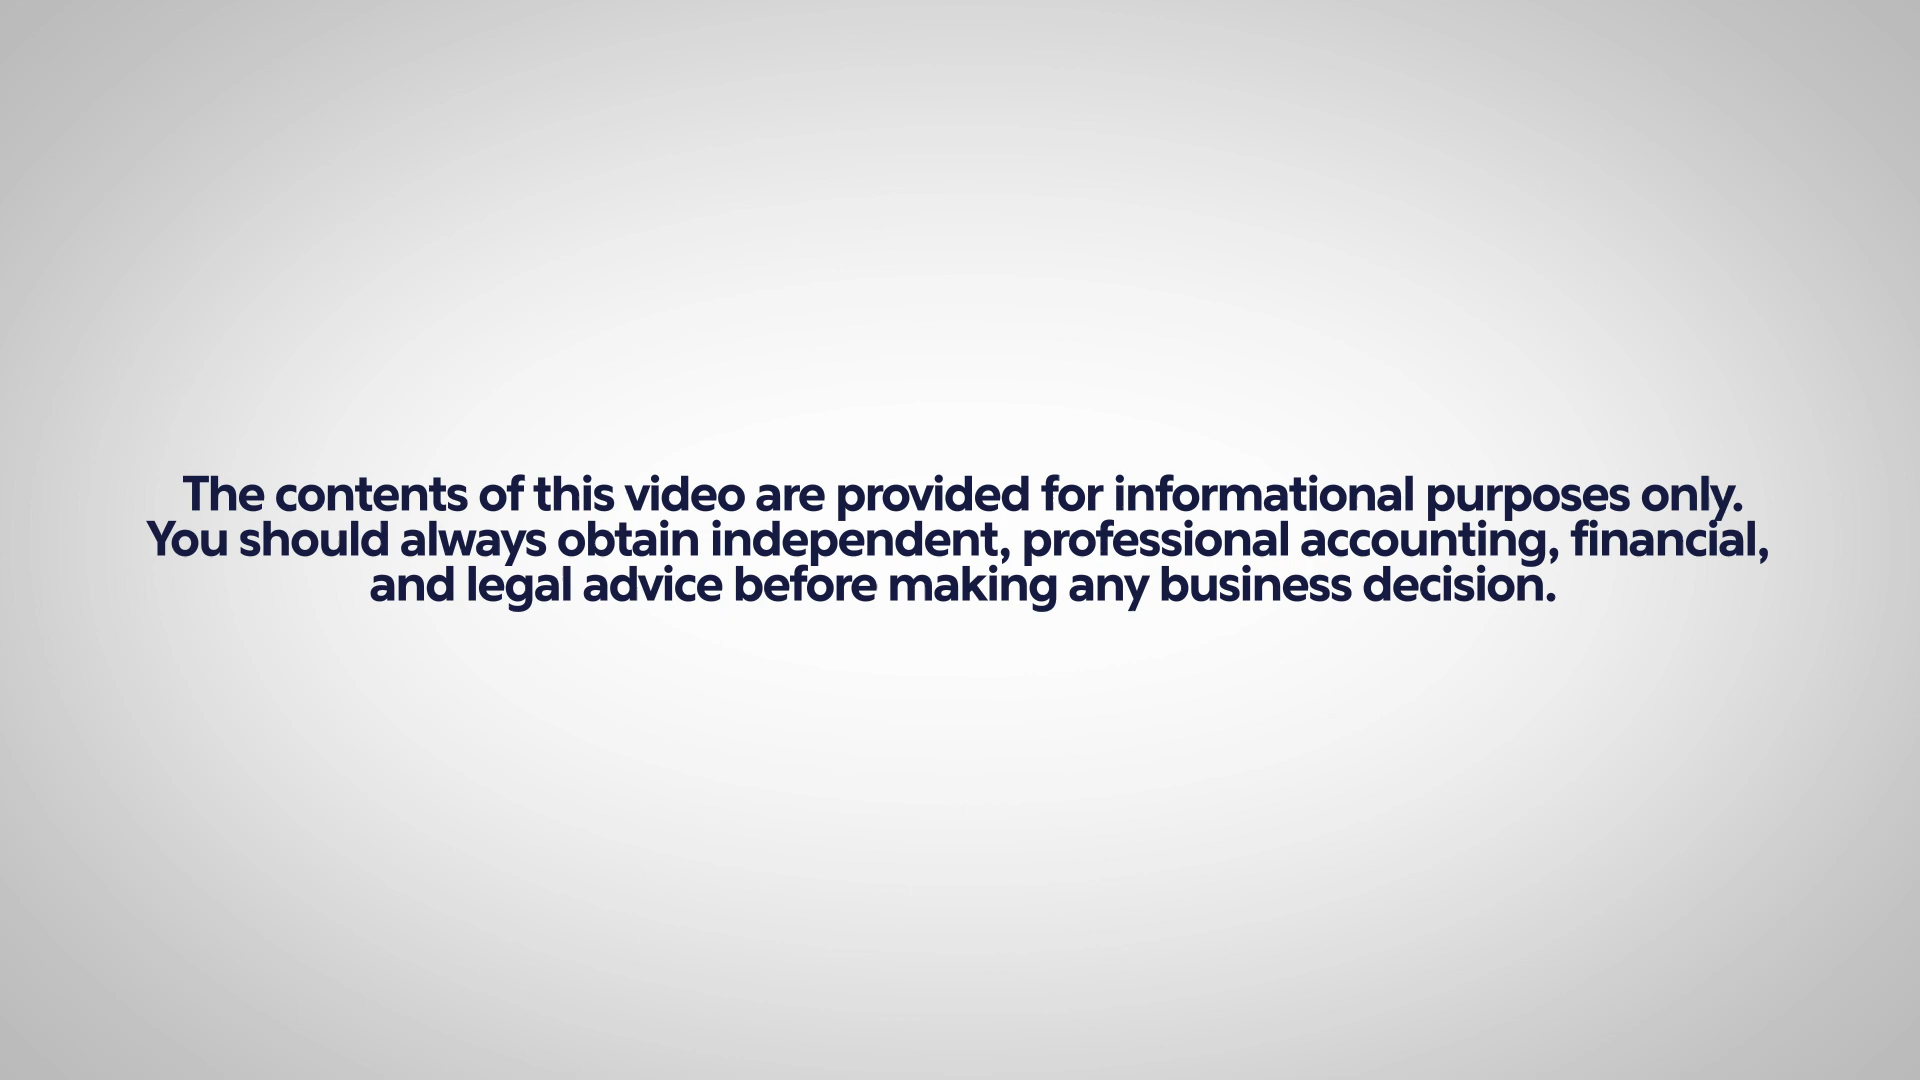 The contents of this video are provided for informational purposes only.
You should always obtain independent, professional accounting, financial,
and legal advice before making any business decision.